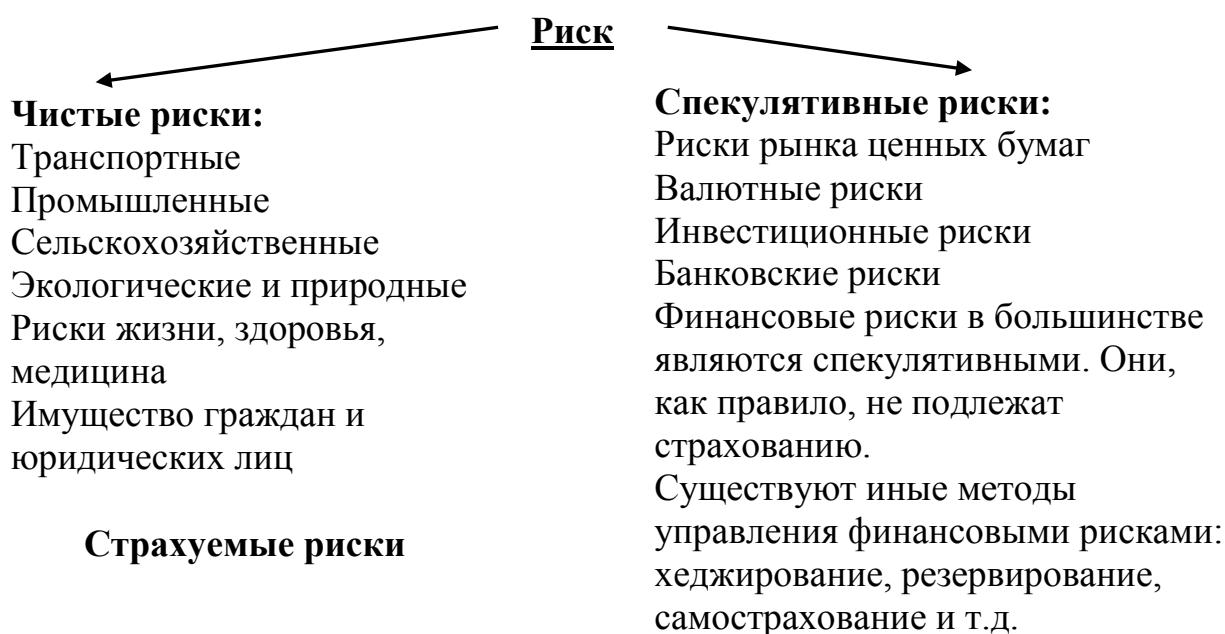 Риск
Чистые риски:
Транспортные
Промышленные
Сельскохозяйственные
Экологические и природные
Риски жизни, здоровья,
медицина
Имущество граждан и
юридических лиц
Страхуемые риски
Спекулятивные риски:
Риски рынка ценных бумаг
Валютные риски
Инвестиционные риски
Банковские риски
Финансовые риски в большинстве
являются спекулятивными. Они,
как правило, не подлежат
страхованию.
Существуют иные методы
управления финансовыми рисками:
хеджирование, резервирование,
самострахование и т.д.